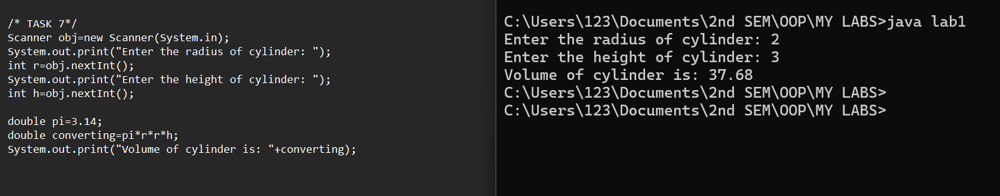 /* TASK 7*/
Scanner obj=new Scanner(System.in);
System.out.print("Enter the radius of cylinder: ");
int r=obj.nextInt();
System.out.print("Enter the height of cylinder: ");
int h=obj.nextInt();
double pi=3.14;
double converting=pi*r*r*h;
System.out.print("Volume of cylinder is: "+converting);
C:\Users\123\Documents\2nd SEM\OOP\MY LABS>java lab1
Enter the radius of cylinder: 2
Enter the height of cylinder: 3
Volume of cylinder is: 37.68
C:\Users\123\Documents\2nd SEM\OOP\MY LABS>
C:\Users\123\Documents\2nd SEM\OOP\MY LABS>